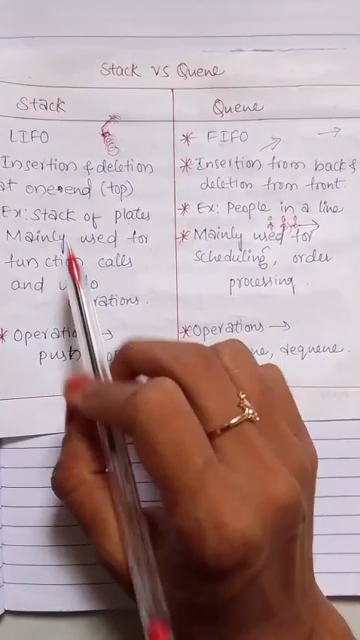 Stack vs Queue
Stack
LIFO
Insertion & deletion
at one end (top)
Ex: Stack of plates
Mainly used for
function calls
and
* Operations →
push
Queue
* FIFO
* Insertion from back &
deletion from front
* Ex: People in a line
* Mainly used for
scheduling, order
processing.
* Operations →
dequeue.